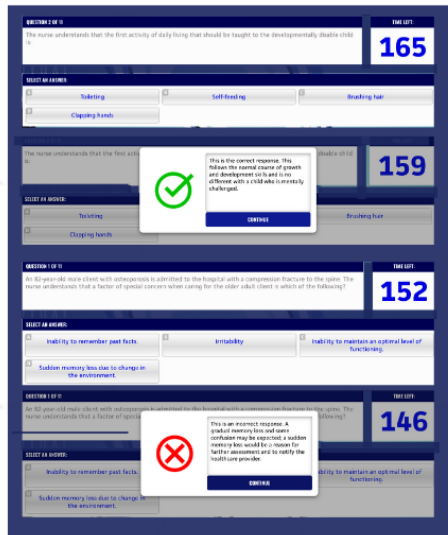 QUESTION 2 OF 11
TIME LEFT:
The nurse understands that the first activity of daily living that should be taught to the developmentally disable child
is
165
SELECT AN ANSWER:
Toileting
Self-feeding
Brushing hair
Clapping hands
The nurse understands that the first acti
disable child
is
159
This is the correct response. This
follows the normal course of growth
and development skills and is no
different with a child who is mentally
challenged.
CONTINUE
SELECT AN ANSWER:
Toileting
Brushing hair
Clapping hands
QUESTION 1 OF 11
TIME LEFT:
An 82-year-old male client with osteoporosis is admitted to the hospital with a compression fracture to the spine. The
nurse understands that a factor of special concern when caring for the older adult client is which of the following?
152
SELECT AN ANSWER:
Inability to remember past facts.
Irritability
Inability to maintain an optimal level of
functioning.
Sudden memory loss due to change in
the environment.
QUESTION 1 OF 11
TIME LEFT:
An 82-year-old male client with osteoporosis is admitted to the hospital with a compression fracture to the spine. The
nurse understands that a factor of special
following?
146
This is an incorrect response. A
gradual memory loss and some
confusion may be expected; a sudden
memory loss would be a reason for
further assessment and to notify the
healthcare provider.
CONTINUE
SELECT AN ANSWER:
Inability to remember past facts.
to maintain an optimal level of
functioning.
Sudden memory loss due to change in
the environment.